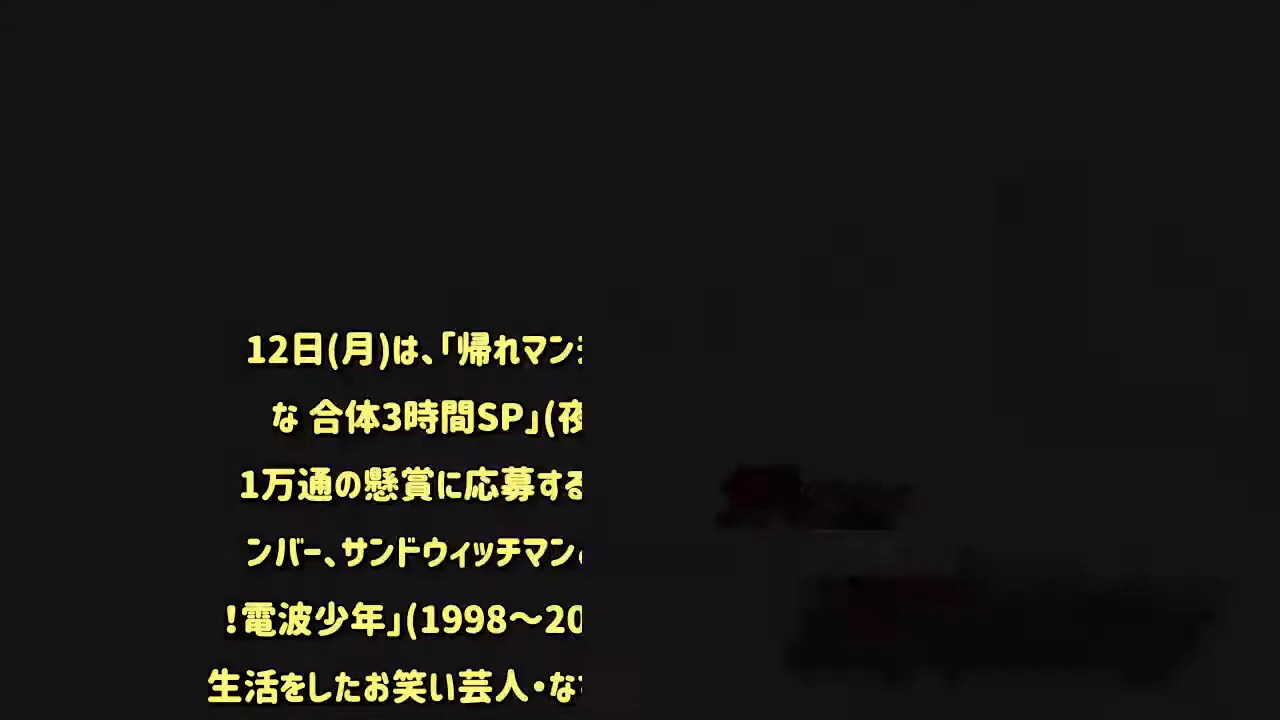 12日(月)は、「帰れマン
な 合体3時間SP」(夜
1万通の懸賞に応募する
ンバー、サンドウィッチマン
!電波少年」(1998〜20
生活をしたお笑い芸人・な